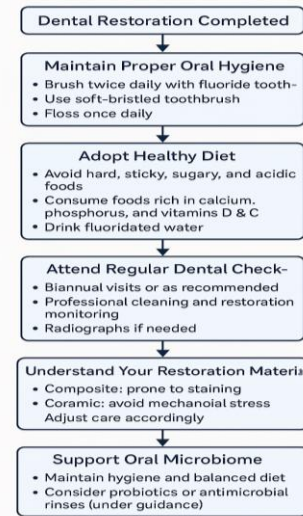 Dental Restoration Completed
Maintain Proper Oral Hygiene
• Brush twice daily with fluoride tooth-
• Use soft-bristled toothbrush
• Floss once daily
Adopt Healthy Diet
• Avoid hard, sticky, sugary, and acidic
foods
• Consume foods rich in calcium.
phosphorus, and vitamins D & C
• Drink fluoridated water
Attend Regular Dental Check-
• Biannual visits or as recommended
• Professional cleaning and restoration
monitoring
• Radiographs if needed
Understand Your Restoration Materia
• Composite: prone to staining
• Coramic: avoid mechanoial stress
Adjust care accordingly
Support Oral Microbiome
• Maintain hygiene and balanced diet
• Consider probiotics or antimicrobial
rinses (under guidance)